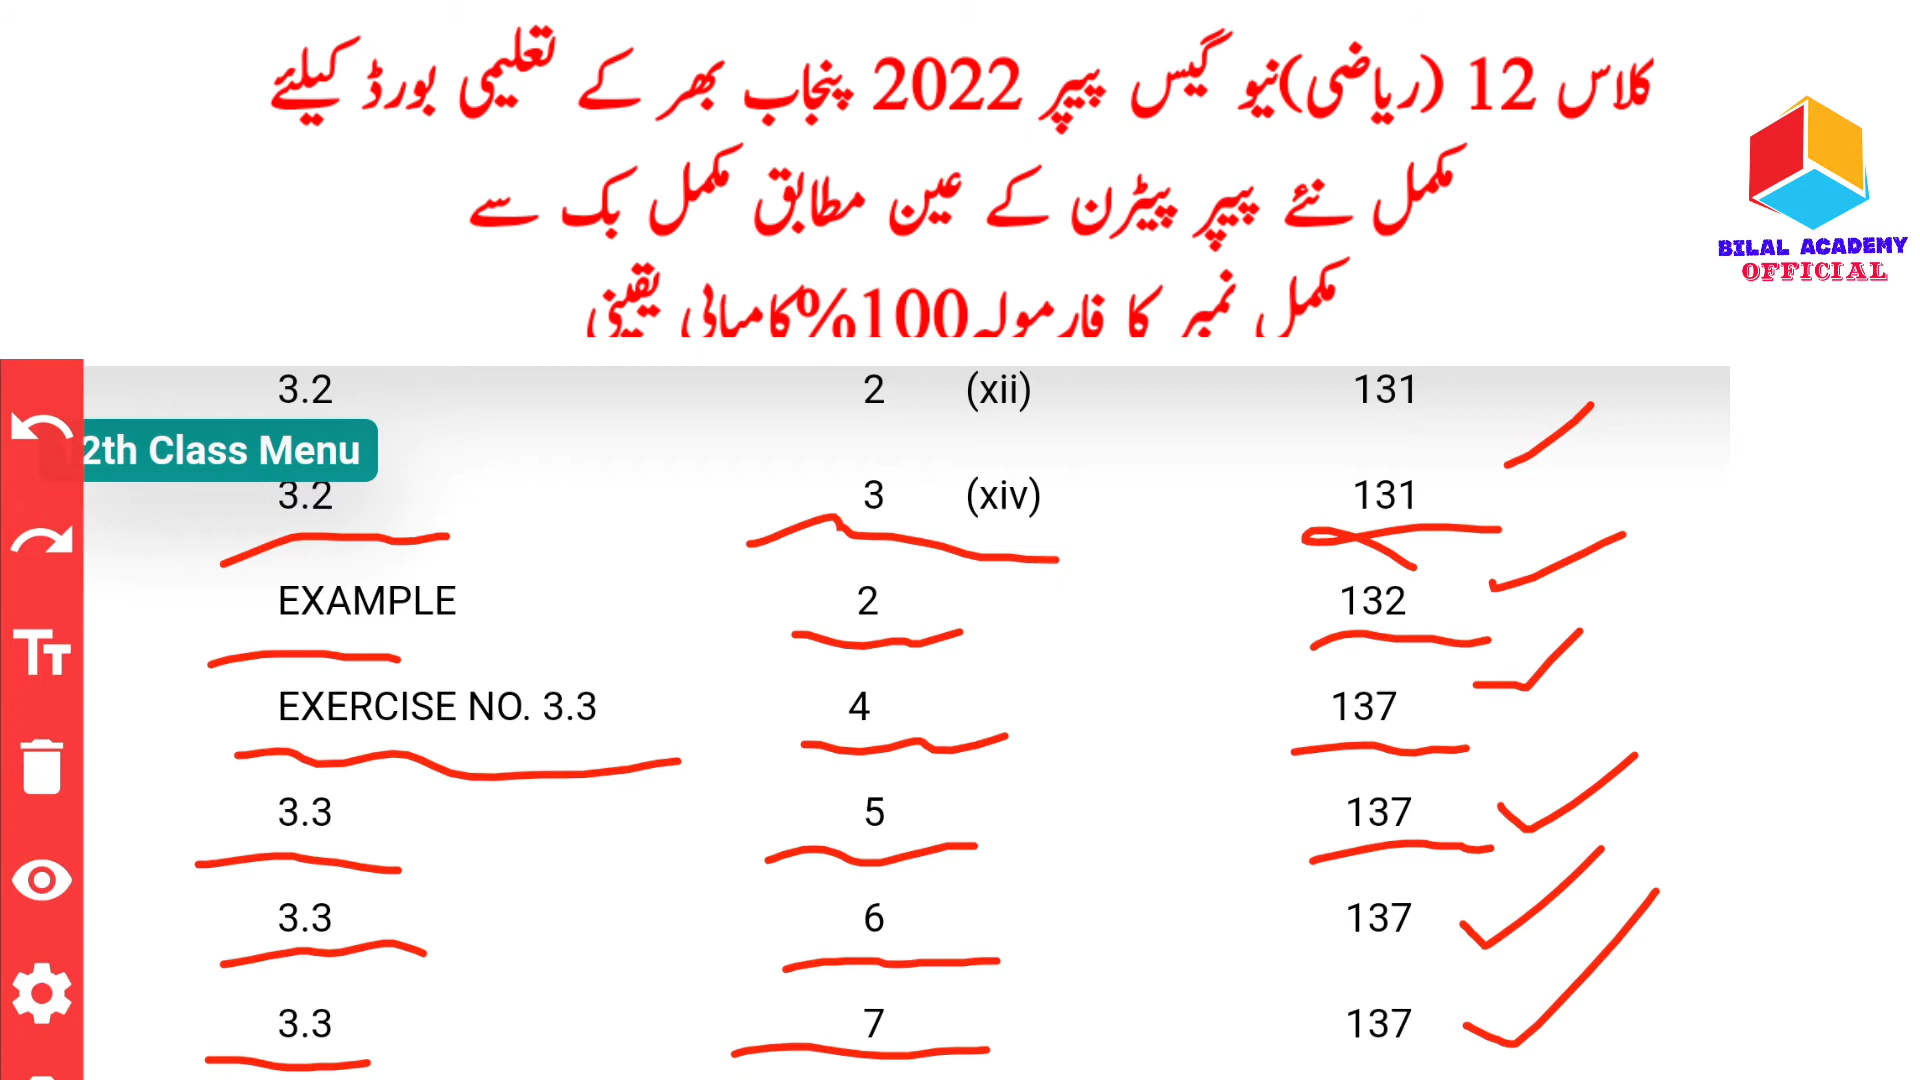 کلاس 12 (ریاضی)نیو گیس پیپر 2022 پنجاب بھر کے تعلیمی بورڈ کیلئے
مکمل نئے پیپر پیٹرن کے عین مطابق مکمل بک سے
مکمل نمبر کا فارمولہ 100%کامیابی یقینی
BILAL ACADEMY
OFFICIAL
3.2 2 (xii) 131
2th Class Menu
3.2 3 (xiv) 131
EXAMPLE 2 132
EXERCISE NO. 3.3 4 137
3.3 5 137
3.3 6 137
3.3 7 137